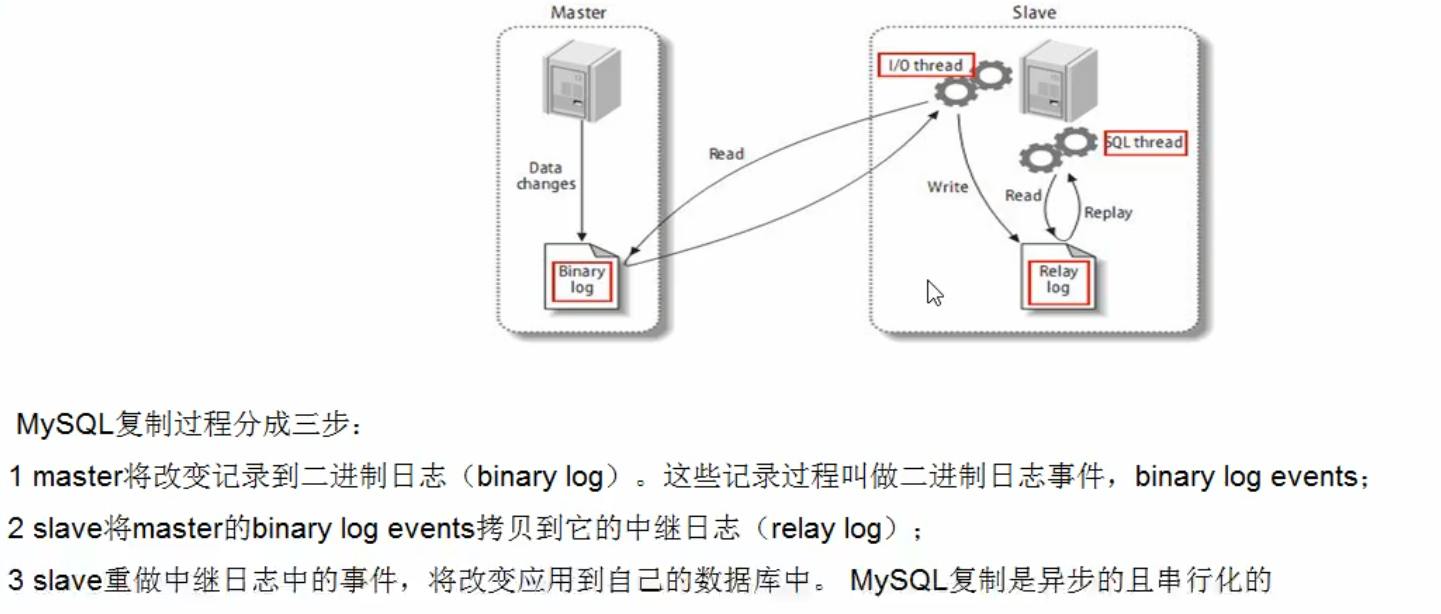 Master
Slave
I/O thread
SQL thread
Read
Data
changes
Write
Read
Replay
Binary
log
Relay
log
MySQL复制过程分成三步：
1 master将改变记录到二进制日志（binary log）。这些记录过程叫做二进制日志事件，binary log events；
2 slave将master的binary log events拷贝到它的中继日志（relay log）；
3 slave重做中继日志中的事件，将改变应用到自己的数据库中。 MySQL复制是异步的且串行化的